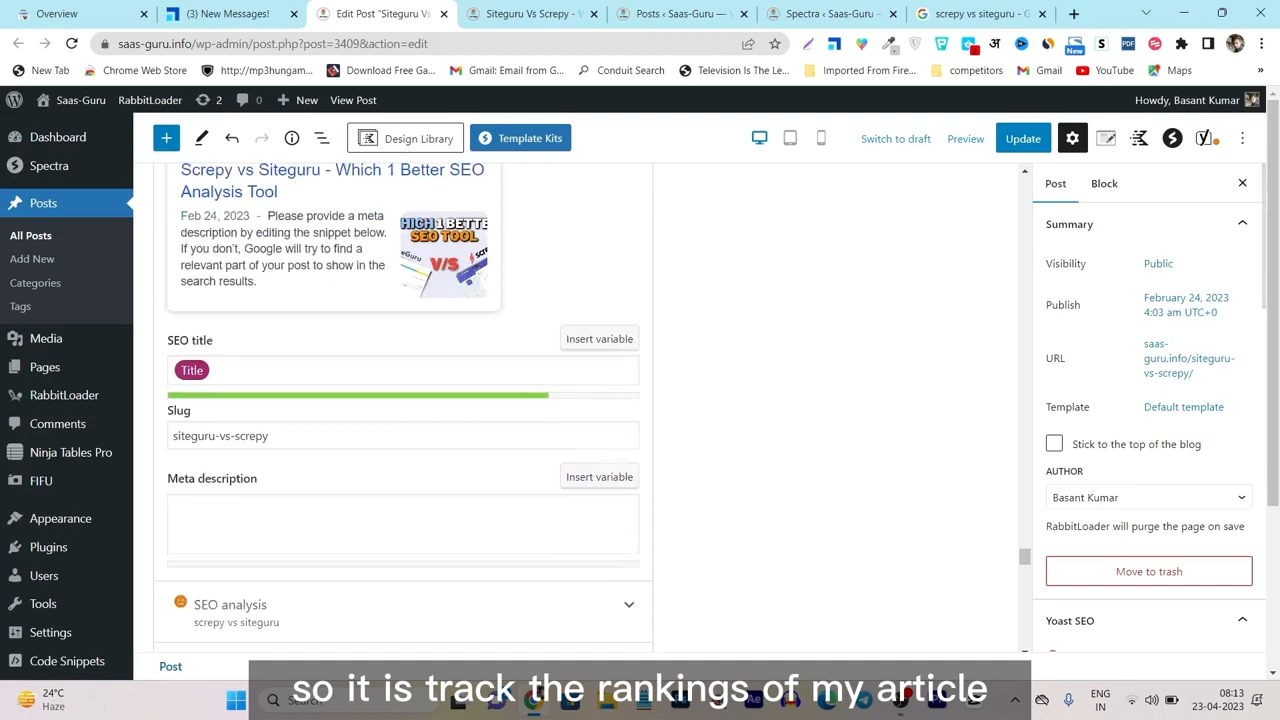 screpy - Dashb
Edit Post "Siteguru Vs
Siteguru Vs Screpy -
Posts ‹ Saas-Guru —
Spectra ‹ Saas-Guru —
screpy vs siteguru - G
saas-guru.info/wp-admin/post.php?post=3409&action=edit
New Tab
Chrome Web Store
http://mp3hungam...
Download Free Ga...
Gmail: Email from G...
Conduit Search
Television Is The Le...
Imported From Fire...
competitors
Gmail
YouTube
Maps
»
Saas-Guru
RabbitLoader
2
0
New
View Post
Howdy, Basant Kumar
Dashboard
Spectra
Posts
All Posts
Add New
Categories
Tags
Media
Pages
RabbitLoader
Comments
Ninja Tables Pro
FIFU
Appearance
Plugins
Users
Tools
Settings
Code Snippets
Design Library
Template Kits
Switch to draft
Preview
Update
Screpy vs Siteguru - Which 1 Better SEO
Analysis Tool
Feb 24, 2023 - Please provide a meta
description by editing the snippet below.
If you don't, Google will try to find a
relevant part of your post to show in the
search results.
HICH 1 BETTE
SEO TOOL
V/S
SEO title
Insert variable
Title
Slug
siteguru-vs-screpy
Meta description
Insert variable
SEO analysis
screpy vs siteguru
Post
Post
Block
Summary
Visibility
Public
Publish
February 24, 2023
4:03 am UTC+0
URL
saas-
guru.info/siteguru-
vs-screpy/
Template
Default template
Stick to the top of the blog
AUTHOR
Basant Kumar
RabbitLoader will purge the page on save
Move to trash
Yoast SEO
so it is track the rankings of my article
24°C
Haze
Search
ENG
IN
08:13
23-04-2023